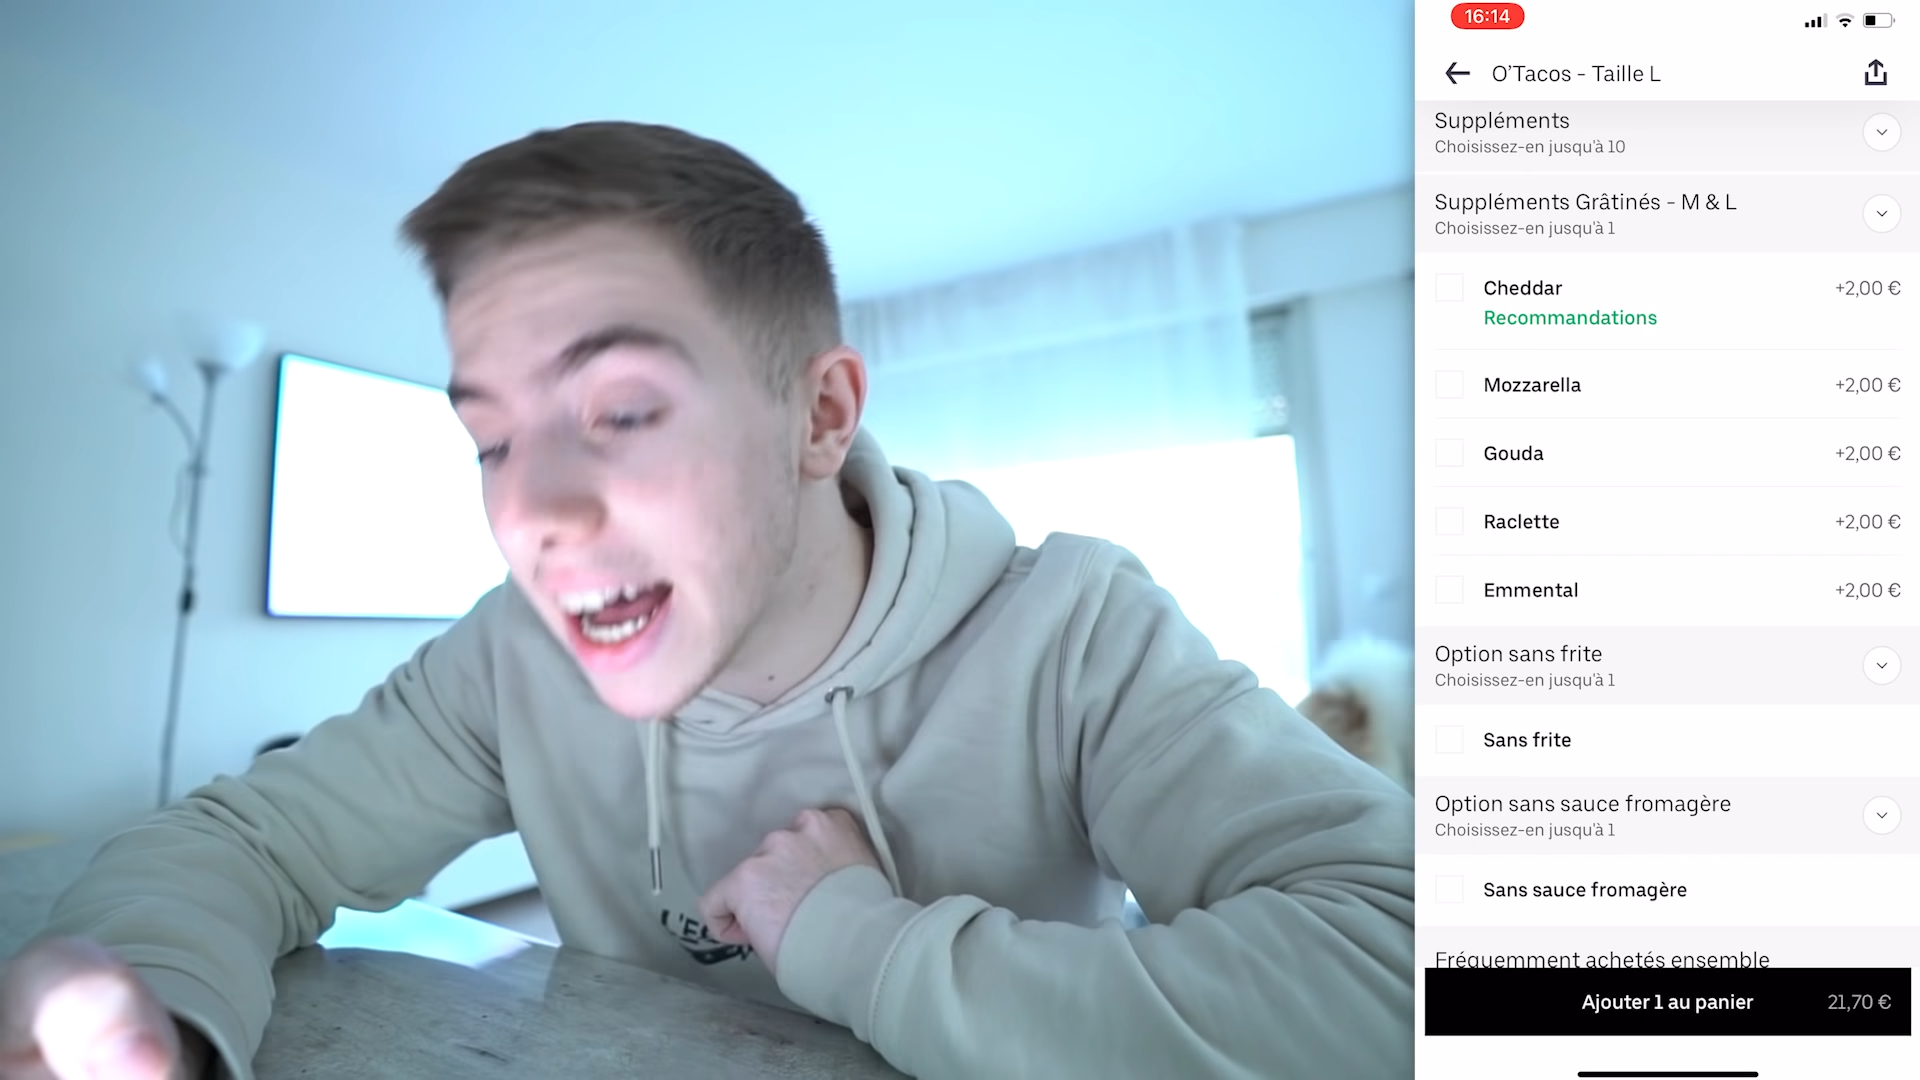 16:14
O'Tacos - Taille L
Suppléments
Choisissez-en jusqu'à 10
Suppléments Grâtinés - M & L
Choisissez-en jusqu'à 1
Cheddar +2,00 €
Recommandations
Mozzarella +2,00 €
Gouda +2,00 €
Raclette +2,00 €
Emmental +2,00 €
Option sans frite
Choisissez-en jusqu'à 1
Sans frite
Option sans sauce fromagère
Choisissez-en jusqu'à 1
Sans sauce fromagère
Fréquemment achetés ensemble
Ajouter 1 au panier 21,70 €